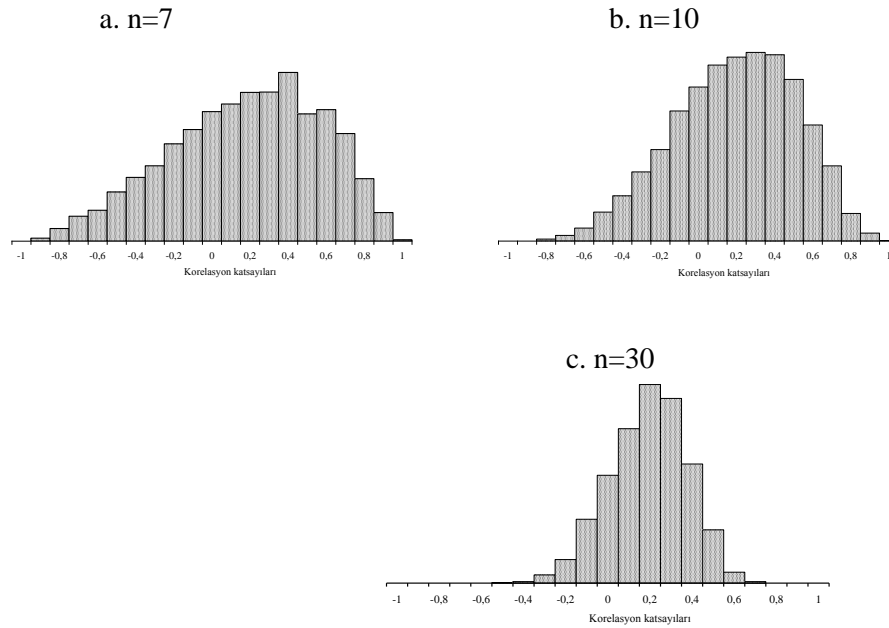 a. n=7
-1 -0,8 -0,6 -0,4 -0,2 0 0,2 0,4 0,6 0,8 1
Korelasyon katsayıları
b. n=10
-1 -0,8 -0,6 -0,4 -0,2 0 0,2 0,4 0,6 0,8 1
Korelasyon katsayıları
c. n=30
-1 -0,8 -0,6 -0,4 -0,2 0 0,2 0,4 0,6 0,8 1
Korelasyon katsayıları